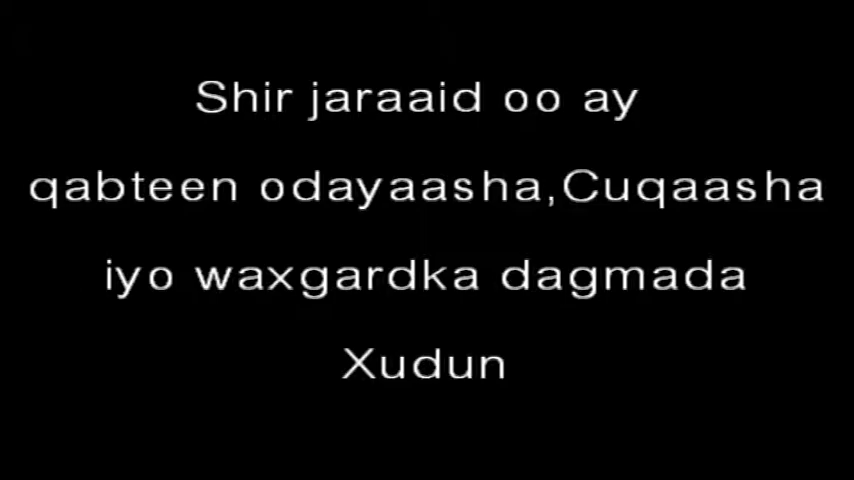 Shir jaraaid oo ay
qabteen odayaasha,Cuqaasha
iyo waxgardka dagmada
Xudun